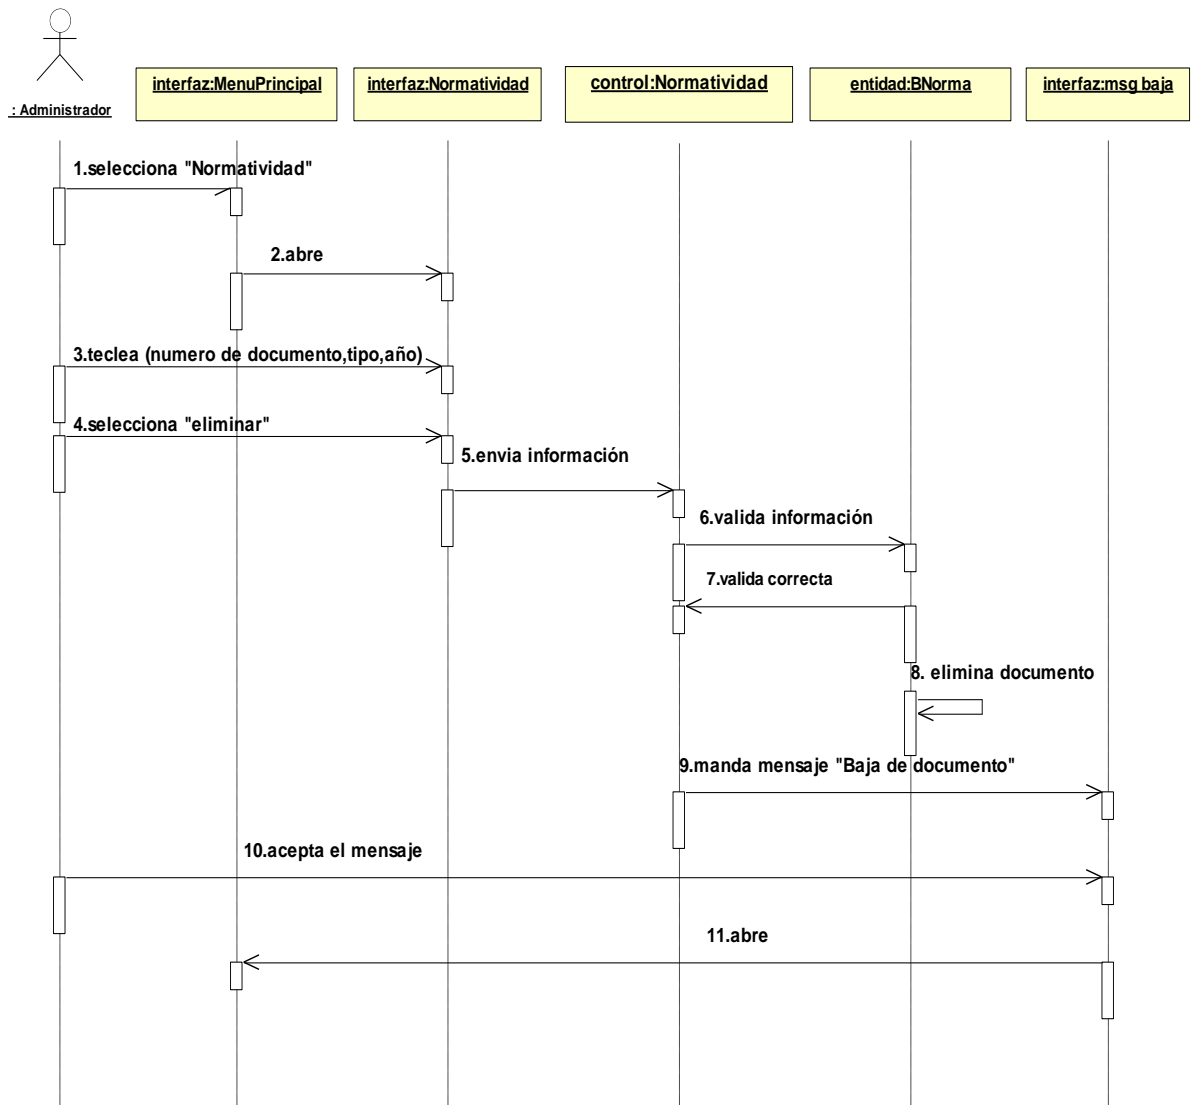 : Administrador
interfaz:MenuPrincipal
interfaz:Normatividad
control:Normatividad
entidad:BNorma
interfaz:msg baja
1.selecciona "Normatividad"
2.abre
3.teclea (numero de documento,tipo,año)
4.selecciona "eliminar"
5.envia información
6.valida información
7.valida correcta
8. elimina documento
9.manda mensaje "Baja de documento"
10.acepta el mensaje
11.abre